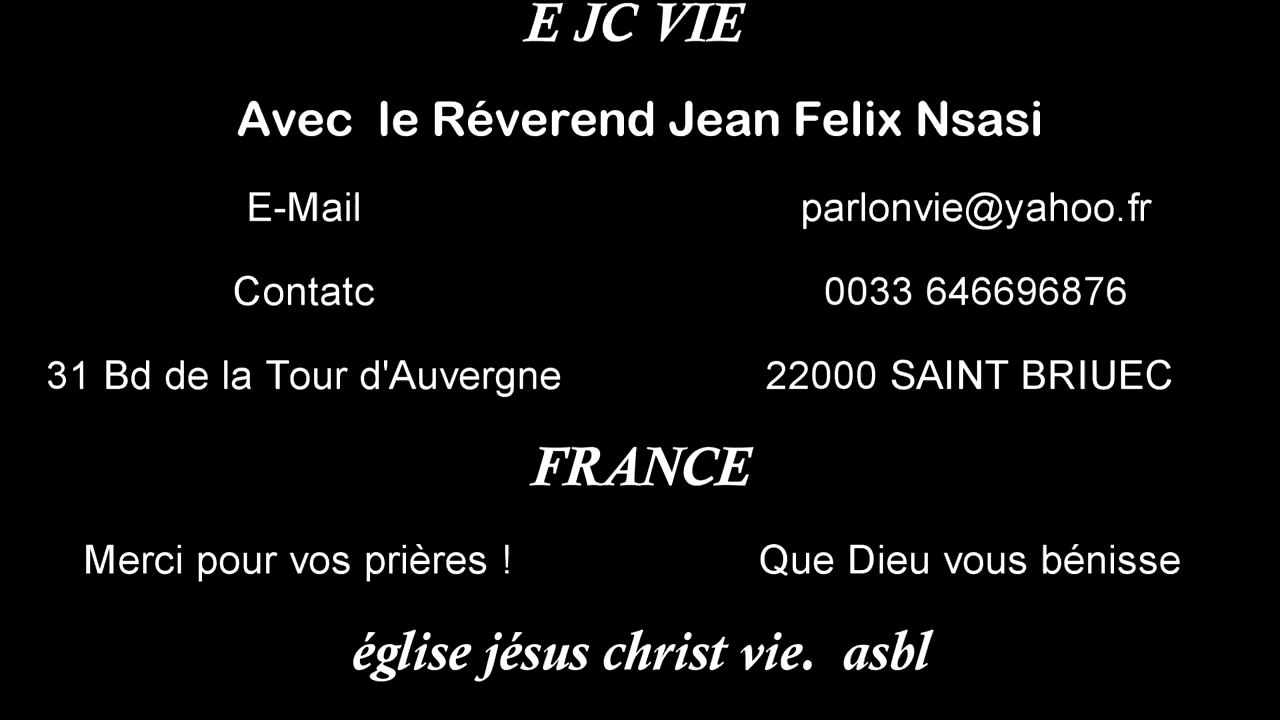 E JC VIE
Avec le Réverend Jean Felix Nsasi
E-Mail parlonvie@yahoo.fr
Contatc 0033 646696876
31 Bd de la Tour d'Auvergne 22000 SAINT BRIUEC
FRANCE
Merci pour vos prières ! Que Dieu vous bénisse
église jésus christ vie. asbl